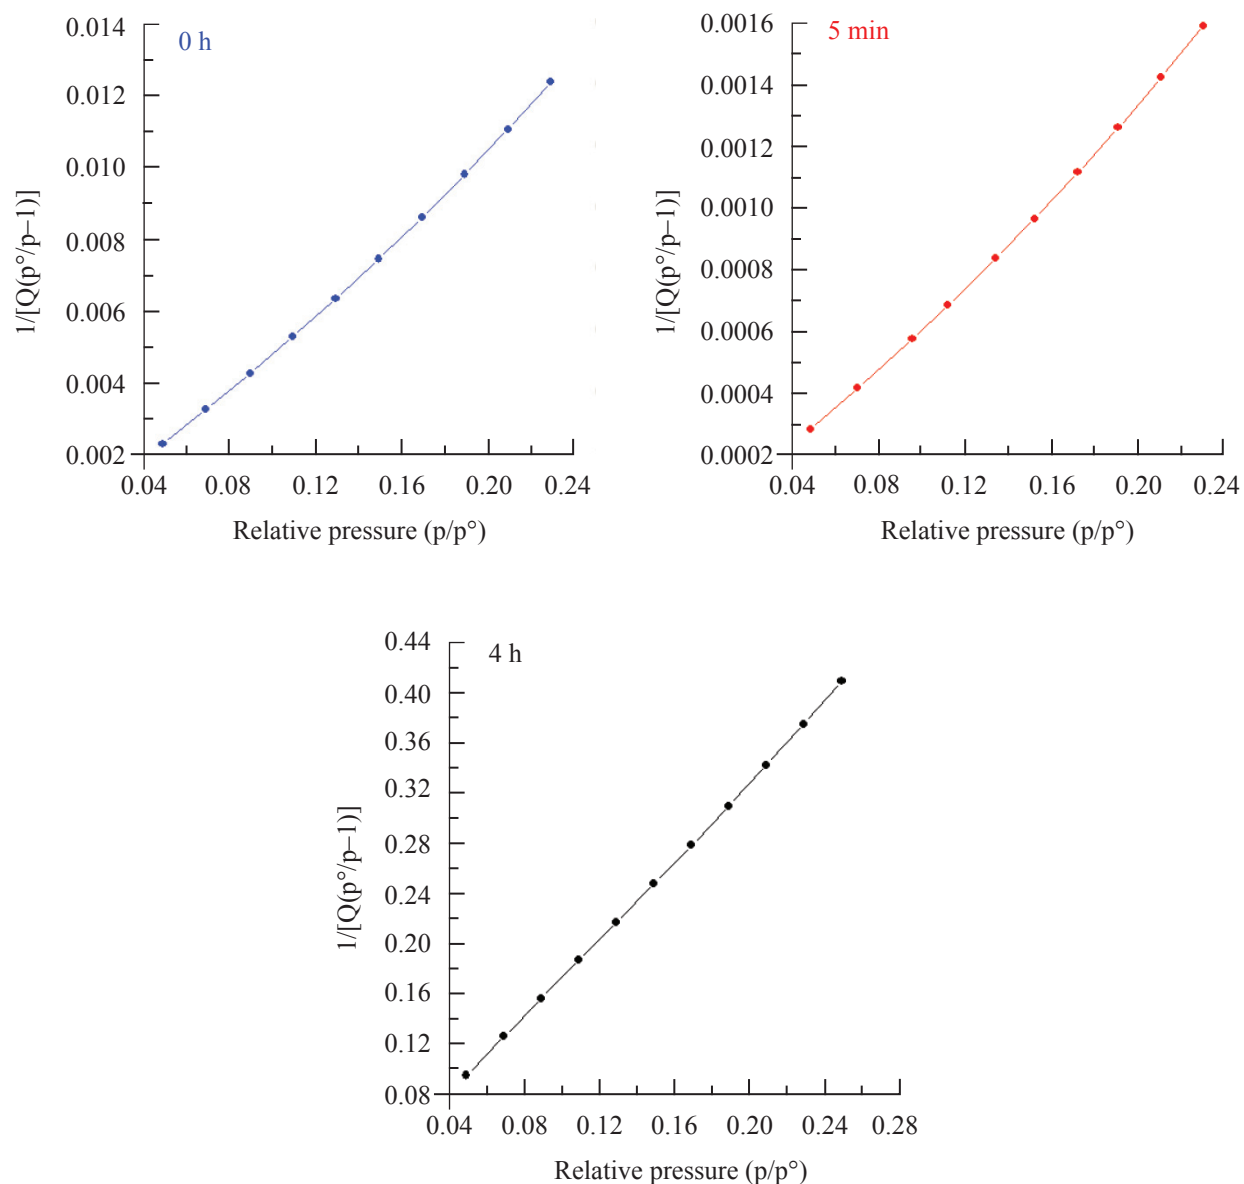 0 h
1/[Q(p°/p–1)]
0.014
0.012
0.010
0.008
0.006
0.004
0.002
0.04 0.08 0.12 0.16 0.20 0.24
Relative pressure (p/p°)
5 min
1/[Q(p°/p–1)]
0.0016
0.0014
0.0012
0.0010
0.0008
0.0006
0.0004
0.0002
0.04 0.08 0.12 0.16 0.20 0.24
Relative pressure (p/p°)
4 h
1/[Q(p°/p–1)]
0.44
0.40
0.36
0.32
0.28
0.24
0.20
0.16
0.12
0.08
0.04 0.08 0.12 0.16 0.20 0.24 0.28
Relative pressure (p/p°)